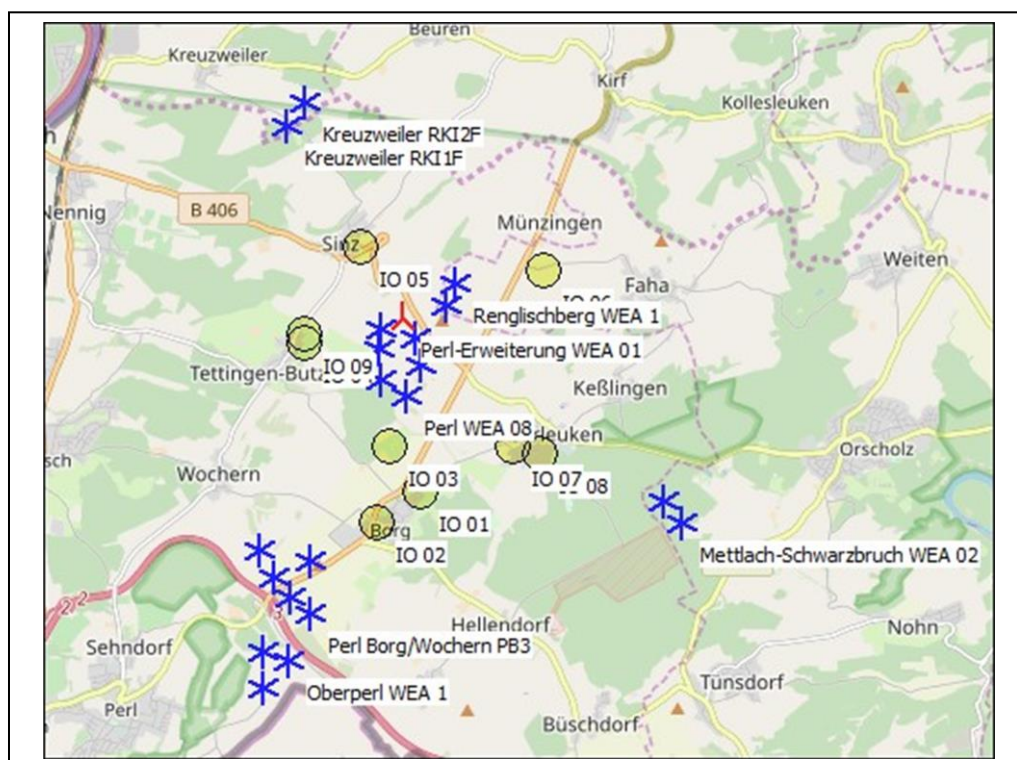 Beuren
Kreuzweiler
Kirf
Kollesleuken
Kreuzweiler RKI2F
Kreuzweiler RKI1F
Nennig
B 406
Münzingen
Sinz
Weiten
IO 05
Faha
Renglischberg WEA 1
Perl-Erweiterung WEA 01
IO 09
Tettingen-Butz
Keßlingen
Perl WEA 08
Orscholz
Wochern
IO 03
IO 07
08
IO 01
Borg
IO 02
Mettlach-Schwarzbruch WEA 02
Hellendorf
Nohn
Sehndorf
Perl Borg/Wochern PB3
Tünsdorf
Oberperl WEA 1
Perl
Büschdorf